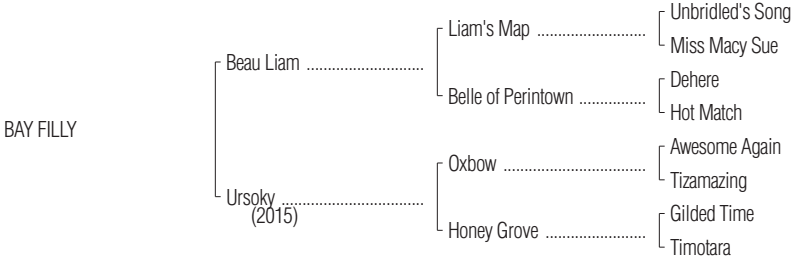 Unbridled's Song
Liam's Map ..........................
Miss Macy Sue
Beau Liam ............................
Dehere
Belle of Perintown ................
Hot Match
BAY FILLY
Awesome Again
Oxbow ..................................
Tizamazing
Ursoky ..................................
(2015)
Gilded Time
Honey Grove ........................
Timotara